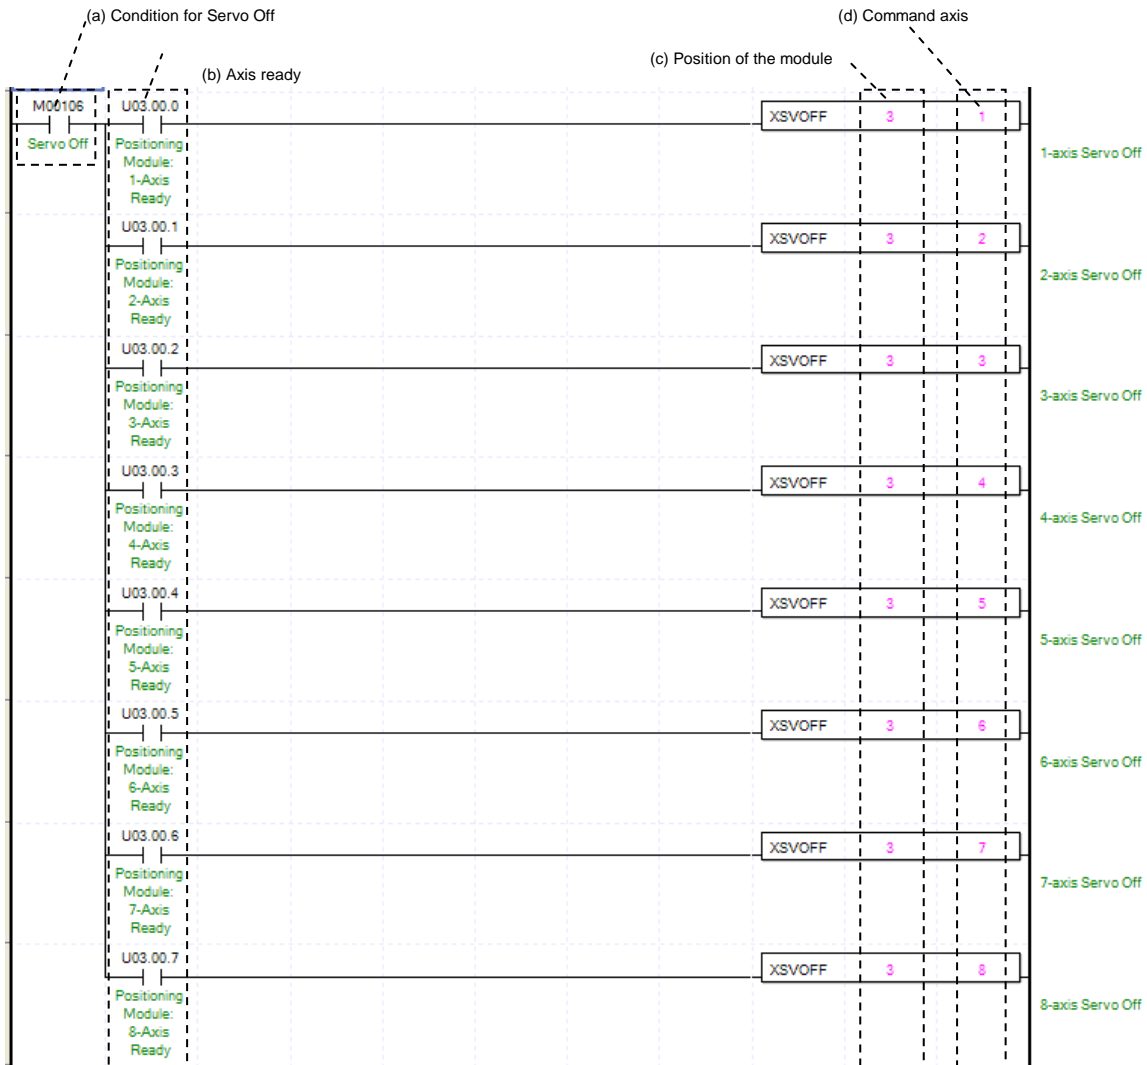 (a) Condition for Servo Off
(d) Command axis
(b) Axis ready
(c) Position of the module
M00106
U03.00.0
XSVOFF 3 1
Servo Off
Positioning
Module:
1-Axis
Ready
1-axis Servo Off
U03.00.1
XSVOFF 3 2
Positioning
Module:
2-Axis
Ready
2-axis Servo Off
U03.00.2
XSVOFF 3 3
Positioning
Module:
3-Axis
Ready
3-axis Servo Off
U03.00.3
XSVOFF 3 4
Positioning
Module:
4-Axis
Ready
4-axis Servo Off
U03.00.4
XSVOFF 3 5
Positioning
Module:
5-Axis
Ready
5-axis Servo Off
U03.00.5
XSVOFF 3 6
Positioning
Module:
6-Axis
Ready
6-axis Servo Off
U03.00.6
XSVOFF 3 7
Positioning
Module:
7-Axis
Ready
7-axis Servo Off
U03.00.7
XSVOFF 3 8
Positioning
Module:
8-Axis
Ready
8-axis Servo Off